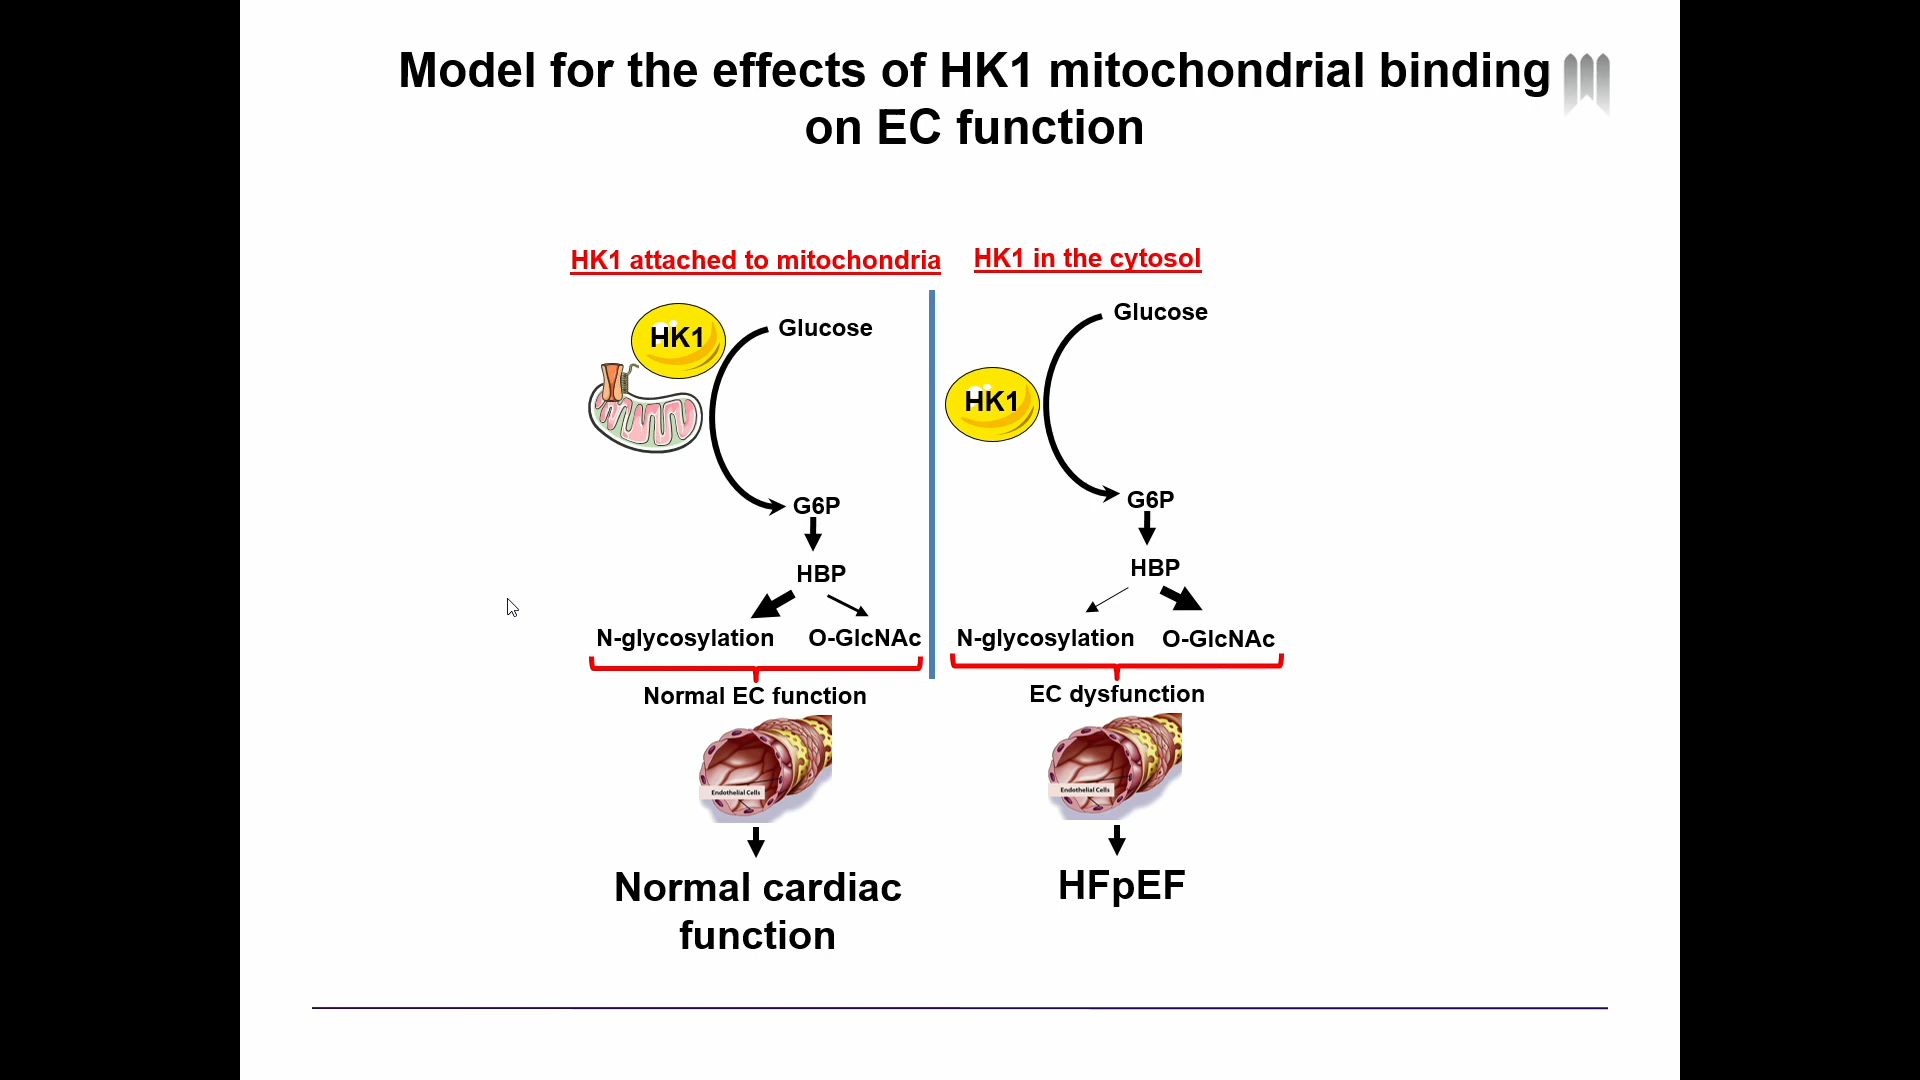 Model for the effects of HK1 mitochondrial binding
on EC function
HK1 attached to mitochondria
HK1
Glucose
G6P
HBP
N-glycosylation O-GlcNAc
Normal EC function
Endothelial Cells
Normal cardiac
function
HK1 in the cytosol
Glucose
HK1
G6P
HBP
N-glycosylation O-GlcNAc
EC dysfunction
Endothelial Cells
HFpEF